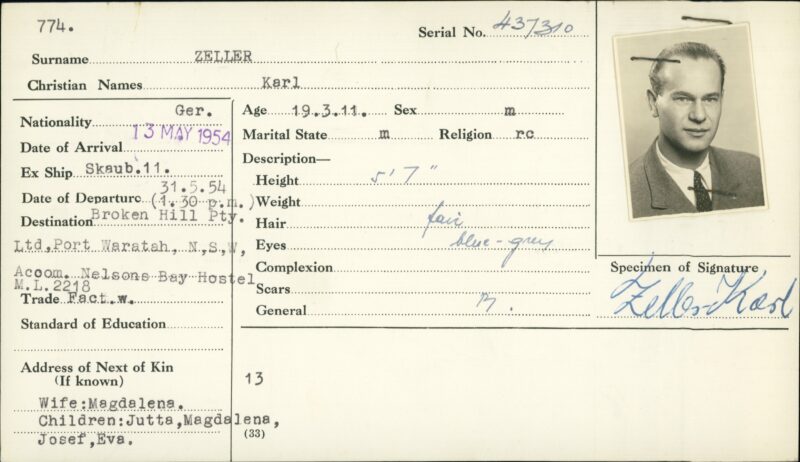 774.
Serial No. 43/310
Surname ZELLER
Christian Names Karl
Nationality Ger.
Date of Arrival 13 MAY 1954
Ex Ship Skaub.11.
Date of Departure 31.5.54
(1.30 p.m.)
Destination Broken Hill Pty.
Ltd,Port Waratah, N,S,W,
Accom. Nelsons Bay Hostel
M.L.2218
Trade Fact.w.
Standard of Education
Address of Next of Kin
(If known)
Wife:Magdalena.
Children:Jutta,Magdalena,
Josef,Eva.
Age 19.3.11. Sex m
Marital State m Religion rc
Description—
Height 5'7"
Weight
Hair fair
Eyes blue-grey
Complexion
Scars
General
13
(33)
Specimen of Signature
Zeller Karl